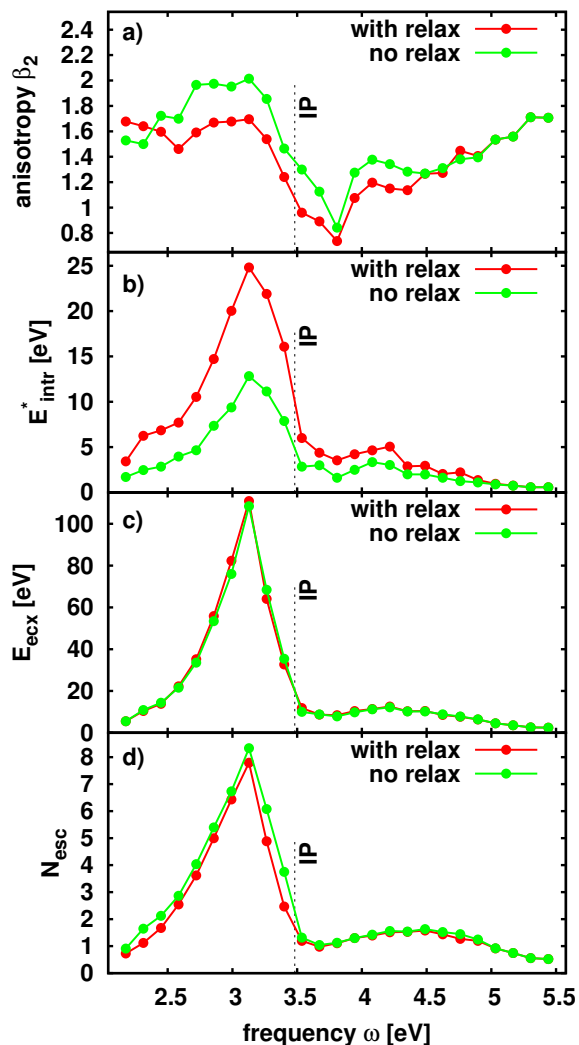 a)
with relax
no relax
IP
anisotropy β2
2.4
2.2
2
1.8
1.6
1.4
1.2
1
0.8
b)
with relax
no relax
IP
E*intr [eV]
25
20
15
10
5
0
c)
with relax
no relax
IP
Eecx [eV]
100
80
60
40
20
0
d)
with relax
no relax
IP
Nesc
8
7
6
5
4
3
2
1
0
2.5 3 3.5 4 4.5 5 5.5
frequency ω [eV]